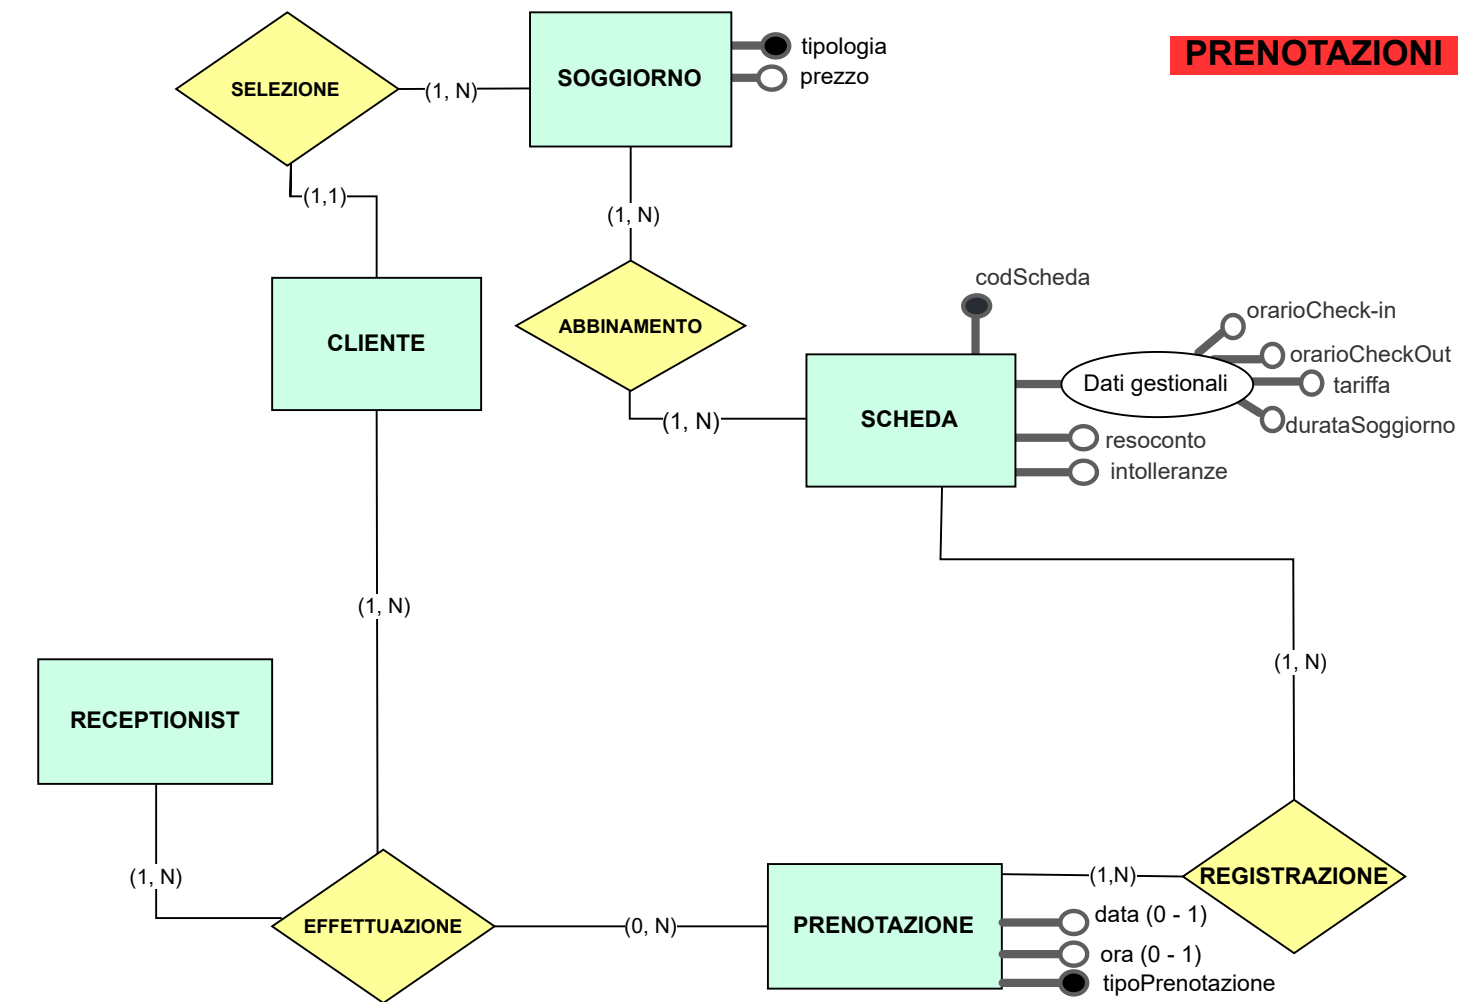 PRENOTAZIONI
tipologia
prezzo
SOGGIORNO
SELEZIONE
(1, N)
(1,1)
(1, N)
CLIENTE
ABBINAMENTO
codScheda
orarioCheck-in
orarioCheckOut
Dati gestionali
tariffa
durataSoggiorno
SCHEDA
(1, N)
resoconto
intolleranze
(1, N)
(1, N)
RECEPTIONIST
(1, N)
(1,N)
REGISTRAZIONE
EFFETTUAZIONE
(0, N)
PRENOTAZIONE
data (0 - 1)
ora (0 - 1)
tipoPrenotazione